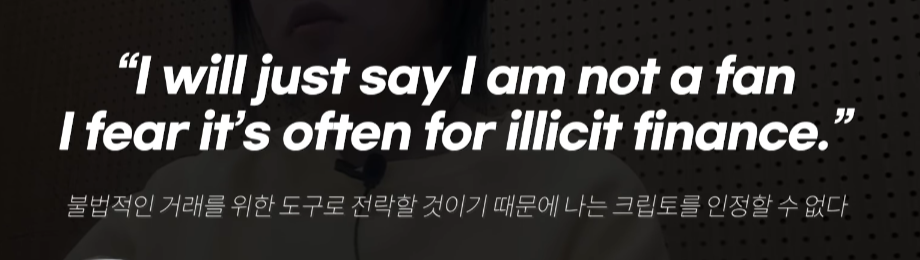 “I will just say I am not a fan
I fear it’s often for illicit finance.”
불법적인 거래를 위한 도구로 전락할 것이기 때문에 나는 크립토를 인정할 수 없다